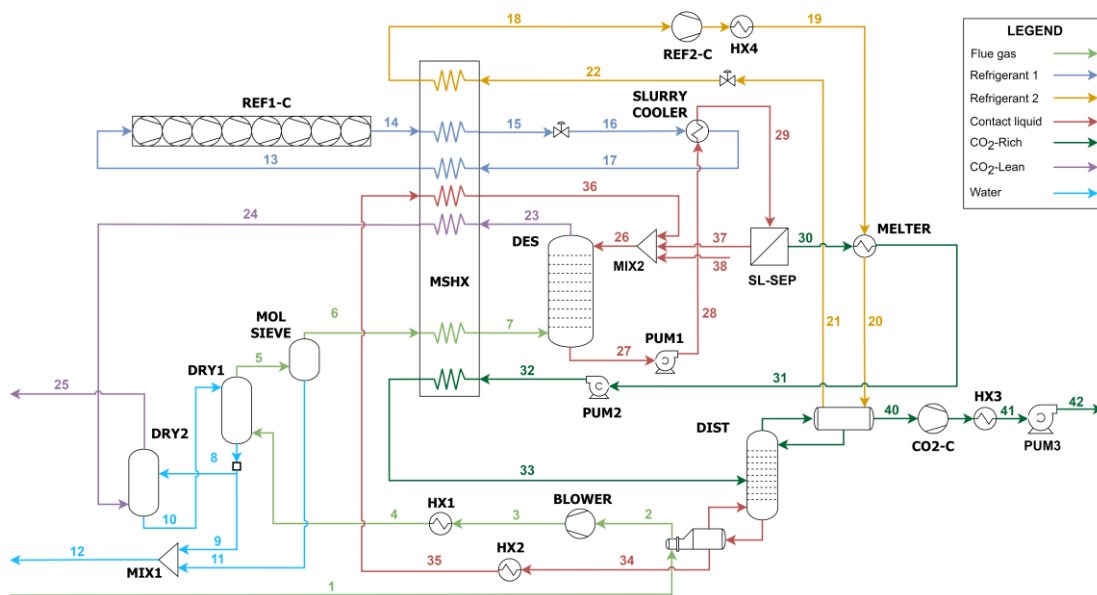 18
19
REF2-C
HX4
LEGEND
Flue gas
Refrigerant 1
Refrigerant 2
Contact liquid
CO2-Rich
CO2-Lean
Water
22
REF1-C
SLURRY
COOLER
14
15
16
29
13
17
36
24
23
DES
26
37
30
MELTER
MIX2
38
SL-SEP
MSHX
MOL
SIEVE
6
7
28
21
20
PUM1
27
5
DRY1
25
32
31
PUM2
DRY2
DIST
40
HX3
41
42
CO2-C
PUM3
8
10
33
HX1
BLOWER
4
3
2
9
12
11
HX2
35
34
MIX1
1